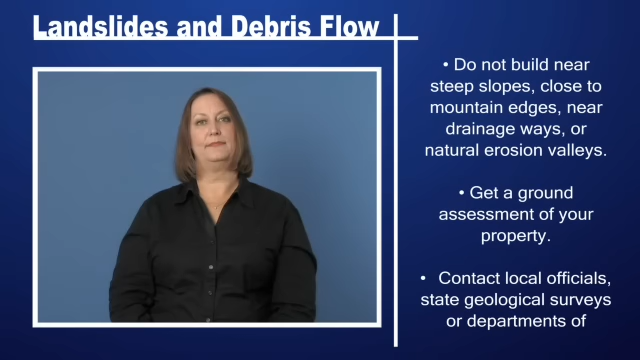 Landslides and Debris Flow
• Do not build near
steep slopes, close to
mountain edges, near
drainage ways, or
natural erosion valleys.
• Get a ground
assessment of your
property.
• Contact local officials,
state geological surveys
or departments of